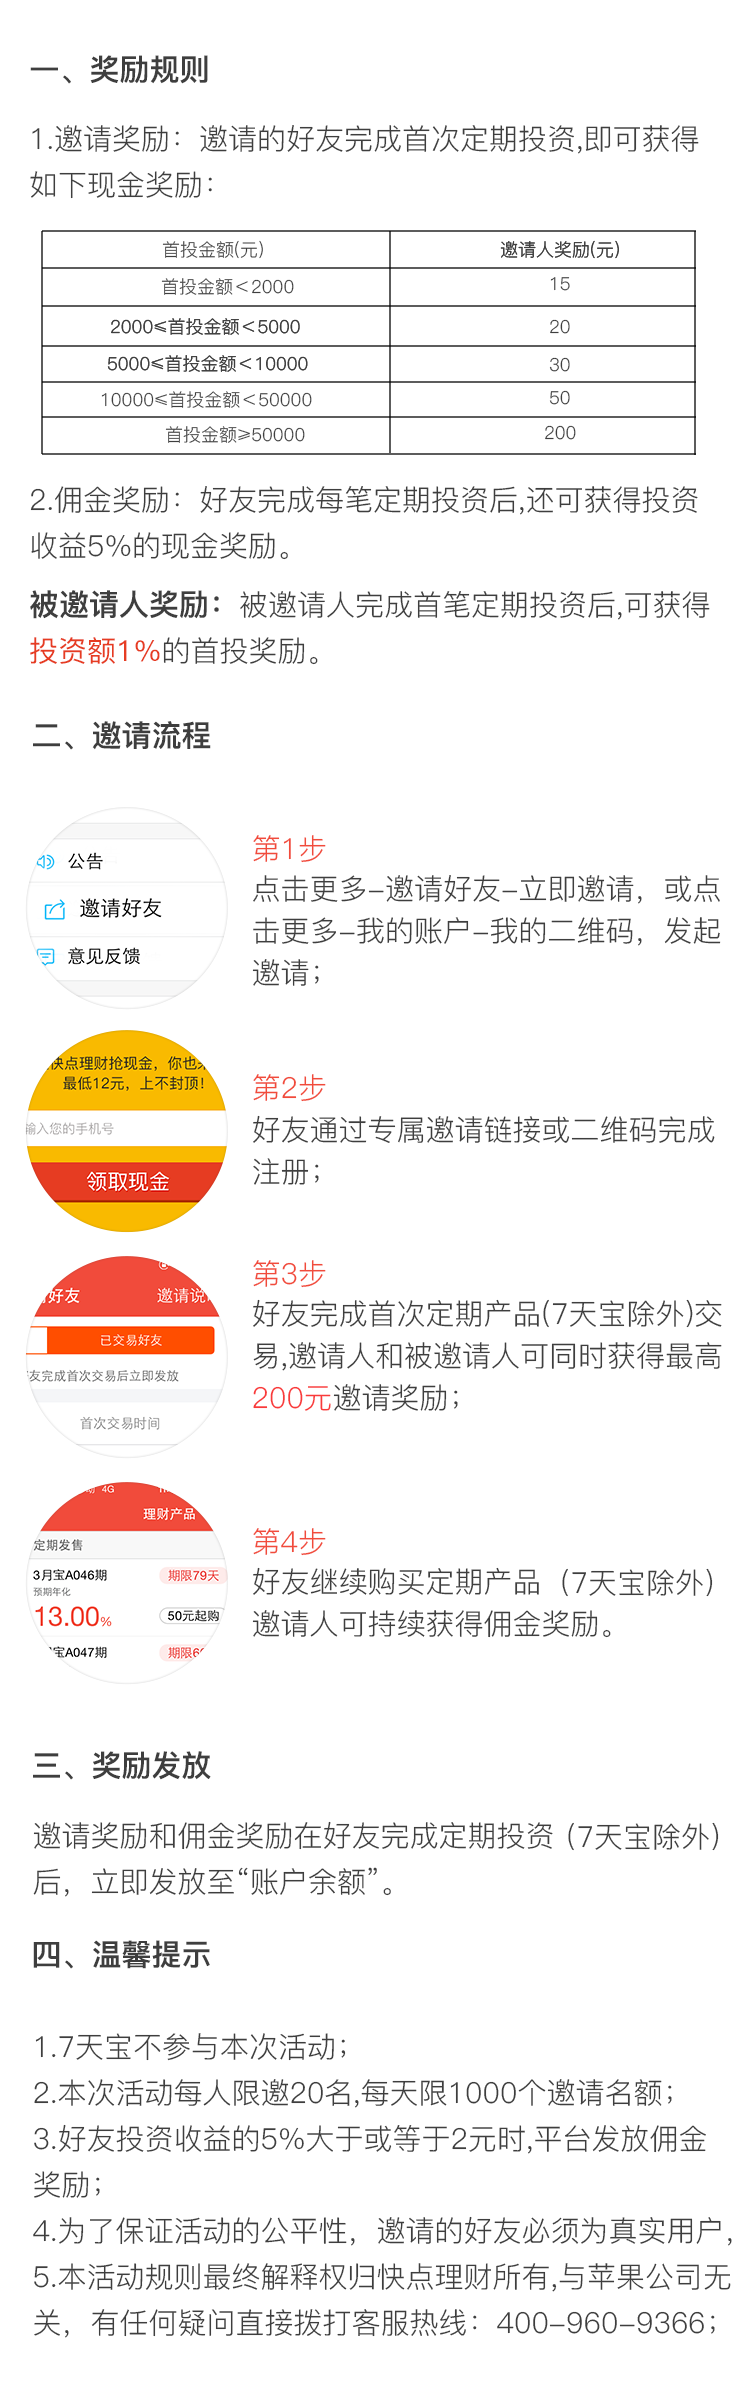 一、奖励规则
1.邀请奖励：邀请的好友完成首次定期投资,即可获得
如下现金奖励：
首投金额(元) 邀请人奖励(元)
首投金额＜2000 15
2000≤首投金额＜5000 20
5000≤首投金额＜10000 30
10000≤首投金额＜50000 50
首投金额≥50000 200
2.佣金奖励：好友完成每笔定期投资后,还可获得投资
收益5%的现金奖励。
被邀请人奖励：被邀请人完成首笔定期投资后,可获得
投资额1%的首投奖励。
二、邀请流程
公告
邀请好友
意见反馈
第1步
点击更多-邀请好友-立即邀请，或点
击更多-我的账户-我的二维码，发起
邀请；
快点理财抢现金，你也
最低12元，上不封顶！
输入您的手机号
领取现金
第2步
好友通过专属邀请链接或二维码完成
注册；
好友 邀请说
已交易好友
友完成首次交易后立即发放
首次交易时间
第3步
好友完成首次定期产品(7天宝除外)交
易,邀请人和被邀请人可同时获得最高
200元邀请奖励；
4G
理财产品
定期发售
3月宝A046期 期限79天
预期年化
13.00% 50元起购
宝A047期 期限6
第4步
好友继续购买定期产品（7天宝除外）
邀请人可持续获得佣金奖励。
三、奖励发放
邀请奖励和佣金奖励在好友完成定期投资（7天宝除外）
后，立即发放至“账户余额”。
四、温馨提示
1.7天宝不参与本次活动；
2.本次活动每人限邀20名,每天限1000个邀请名额；
3.好友投资收益的5%大于或等于2元时,平台发放佣金
奖励；
4.为了保证活动的公平性，邀请的好友必须为真实用户，
5.本活动规则最终解释权归快点理财所有,与苹果公司无
关，有任何疑问直接拨打客服热线：400-960-9366；